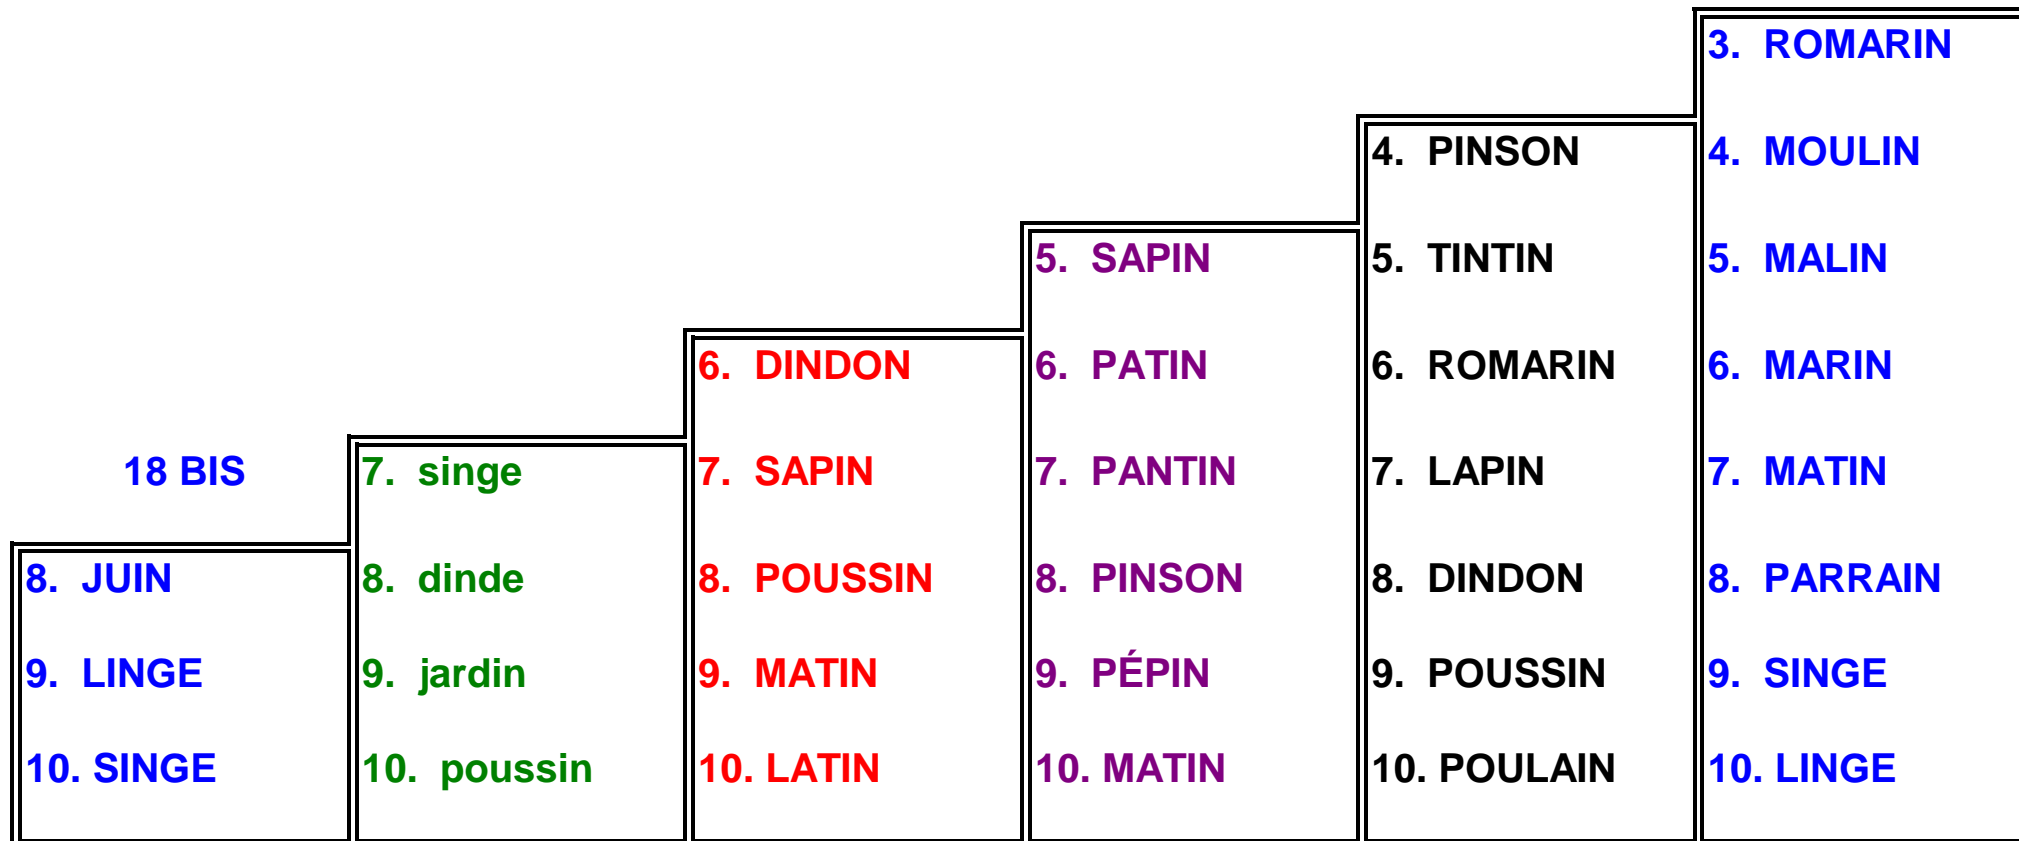 3. ROMARIN
4. PINSON 4. MOULIN
5. SAPIN 5. TINTIN 5. MALIN
6. DINDON 6. PATIN 6. ROMARIN 6. MARIN
18 BIS 7. singe 7. SAPIN 7. PANTIN 7. LAPIN 7. MATIN
8. JUIN 8. dinde 8. POUSSIN 8. PINSON 8. DINDON 8. PARRAIN
9. LINGE 9. jardin 9. MATIN 9. PÉPIN 9. POUSSIN 9. SINGE
10. SINGE 10. poussin 10. LATIN 10. MATIN 10. POULAIN 10. LINGE